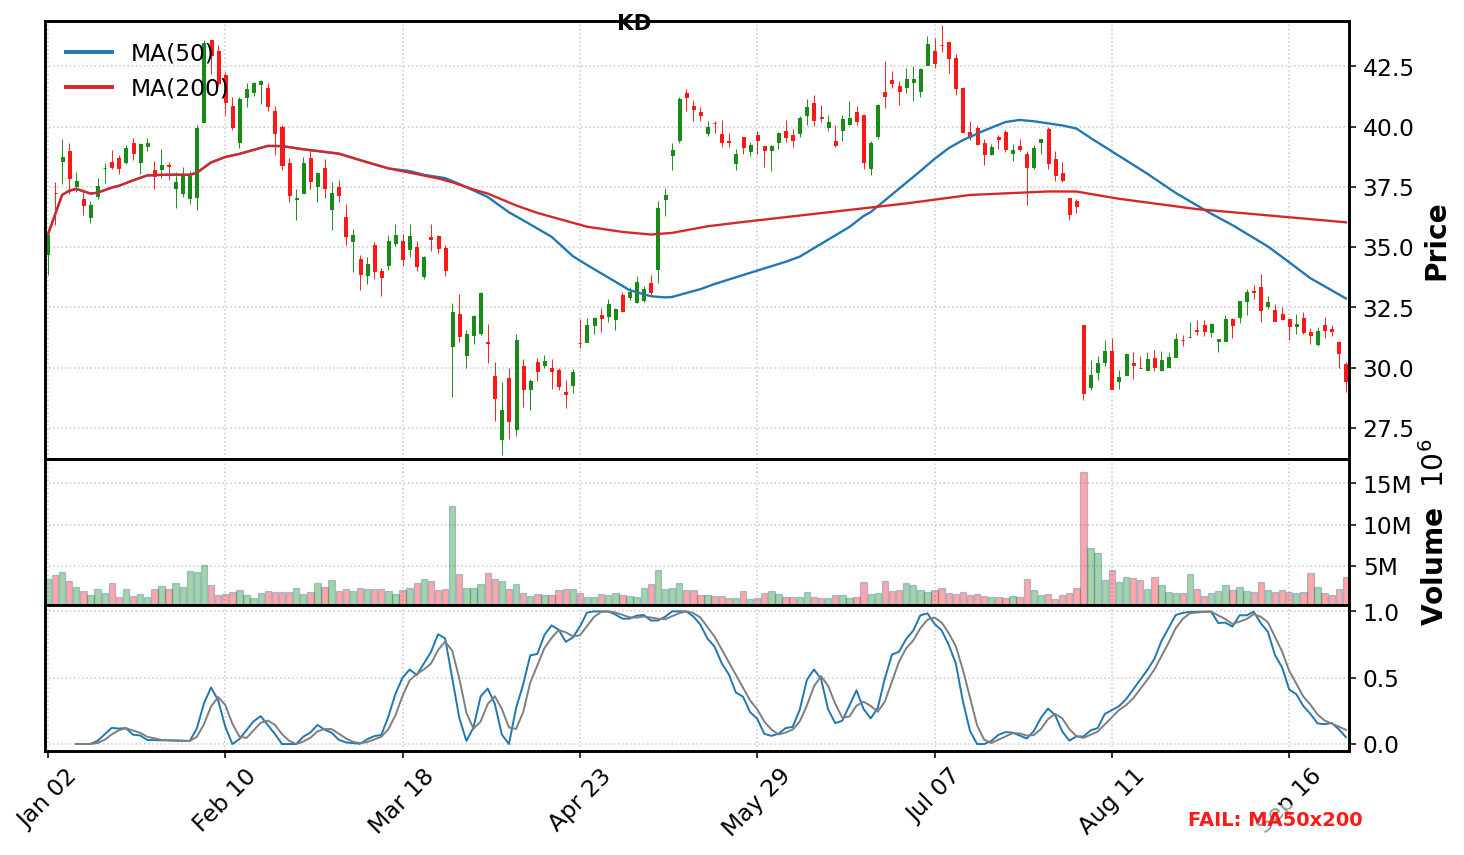 KD
MA(50)
MA(200)
42.5
40.0
37.5
35.0
32.5
30.0
27.5
Price
15M
10M
5M
Volume 10^6
1.0
0.5
0.0
Jan 02
Feb 10
Mar 18
Apr 23
May 29
Jul 07
Aug 11
Sep 16
FAIL: MA50x200